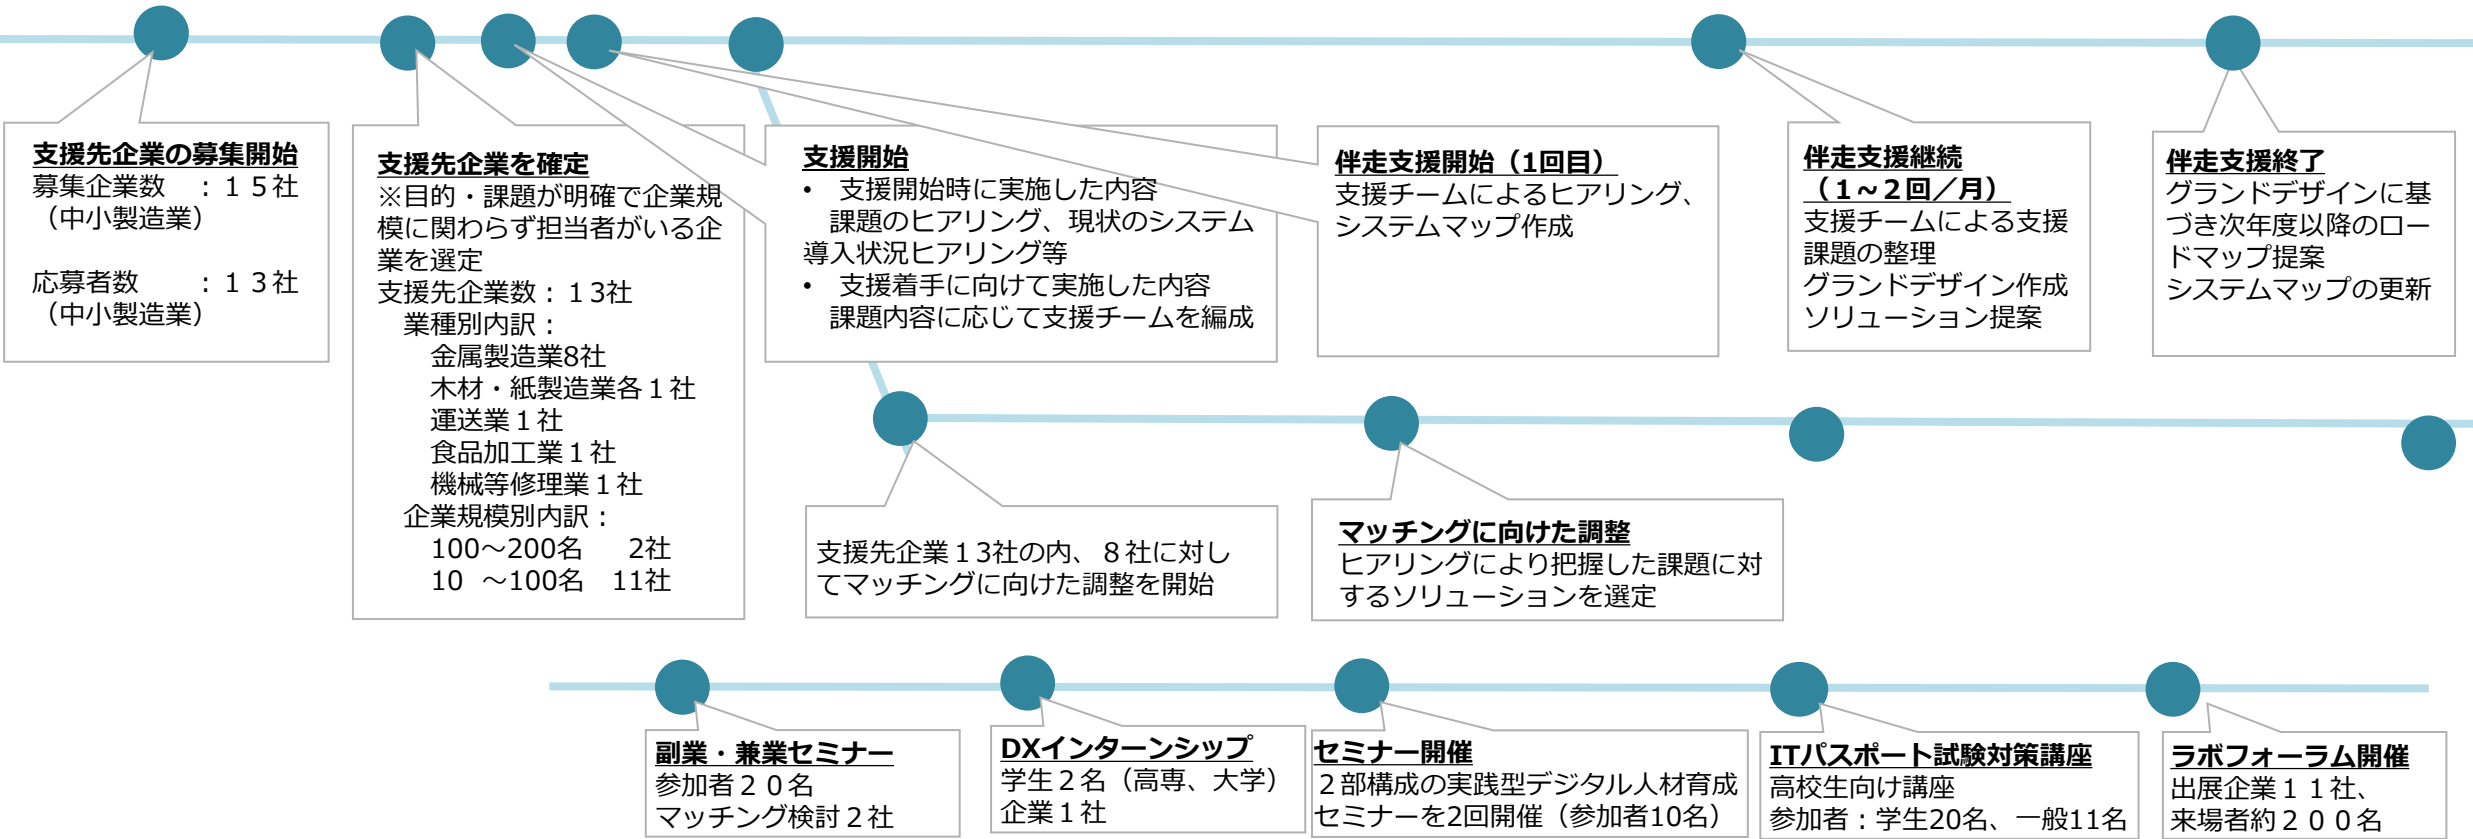 支援先企業の募集開始
募集企業数　：１５社
（中小製造業）
応募者数　　：１３社
（中小製造業）
支援先企業を確定
※目的・課題が明確で企業規
模に関わらず担当者がいる企
業を選定
支援先企業数：１3社
業種別内訳：
金属製造業8社
木材・紙製造業各１社
運送業１社
食品加工業１社
機械等修理業１社
企業規模別内訳：
100～200名　2社
10　～100名　11社
支援開始
•　支援開始時に実施した内容
課題のヒアリング、現状のシステム
導入状況ヒアリング等
•　支援着手に向けて実施した内容
課題内容に応じて支援チームを編成
伴走支援開始（1回目）
支援チームによるヒアリング、
システムマップ作成
伴走支援継続
（１～２回／月）
支援チームによる支援
課題の整理
グランドデザイン作成
ソリューション提案
伴走支援終了
グランドデザインに基
づき次年度以降のロー
ドマップ提案
システムマップの更新
支援先企業１3社の内、８社に対し
てマッチングに向けた調整を開始
マッチングに向けた調整
ヒアリングにより把握した課題に対
するソリューションを選定
副業・兼業セミナー
参加者２０名
マッチング検討２社
DXインターンシップ
学生２名（高専、大学）
企業１社
セミナー開催
２部構成の実践型デジタル人材育成
セミナーを2回開催（参加者10名）
ITパスポート試験対策講座
高校生向け講座
参加者：学生20名、一般11名
ラボフォーラム開催
出展企業１１社、
来場者約２００名